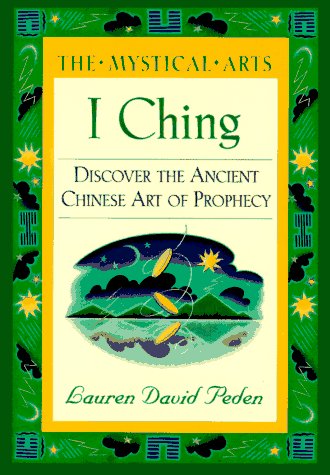 THE•MYSTICAL•ARTS
I Ching
DISCOVER THE ANCIENT
CHINESE ART OF PROPHECY
Lauren David Peden